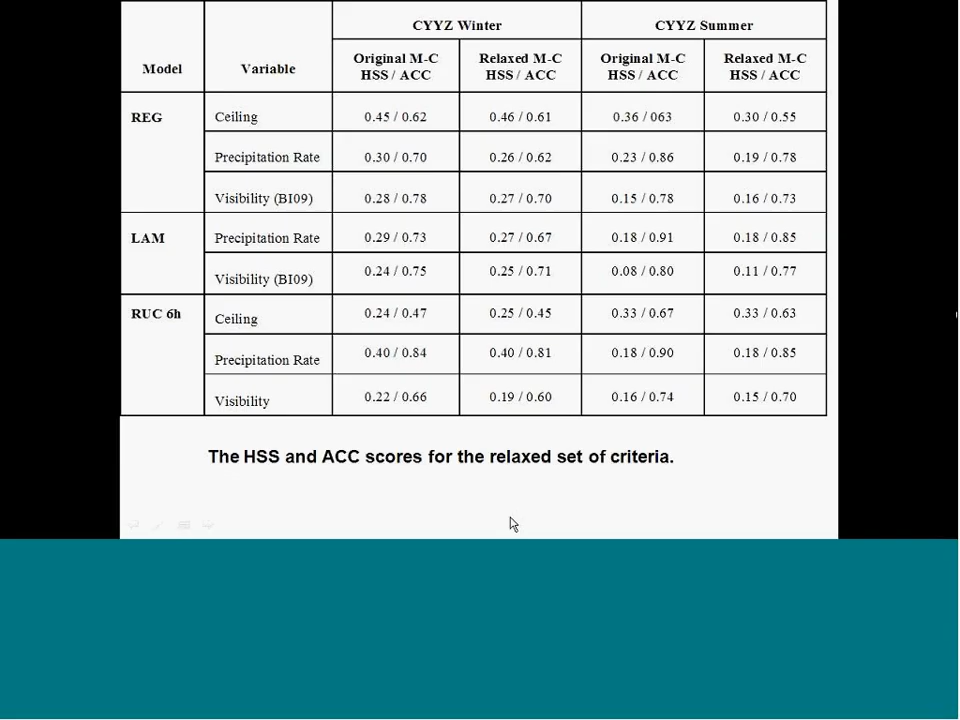 CYYZ Winter CYYZ Summer
Model Variable Original M-C HSS / ACC Relaxed M-C HSS / ACC Original M-C HSS / ACC Relaxed M-C HSS / ACC
REG Ceiling 0.45 / 0.62 0.46 / 0.61 0.36 / 063 0.30 / 0.55
Precipitation Rate 0.30 / 0.70 0.26 / 0.62 0.23 / 0.86 0.19 / 0.78
Visibility (BI09) 0.28 / 0.78 0.27 / 0.70 0.15 / 0.78 0.16 / 0.73
LAM Precipitation Rate 0.29 / 0.73 0.27 / 0.67 0.18 / 0.91 0.18 / 0.85
Visibility (BI09) 0.24 / 0.75 0.25 / 0.71 0.08 / 0.80 0.11 / 0.77
RUC 6h Ceiling 0.24 / 0.47 0.25 / 0.45 0.33 / 0.67 0.33 / 0.63
Precipitation Rate 0.40 / 0.84 0.40 / 0.81 0.18 / 0.90 0.18 / 0.85
Visibility 0.22 / 0.66 0.19 / 0.60 0.16 / 0.74 0.15 / 0.70
The HSS and ACC scores for the relaxed set of criteria.